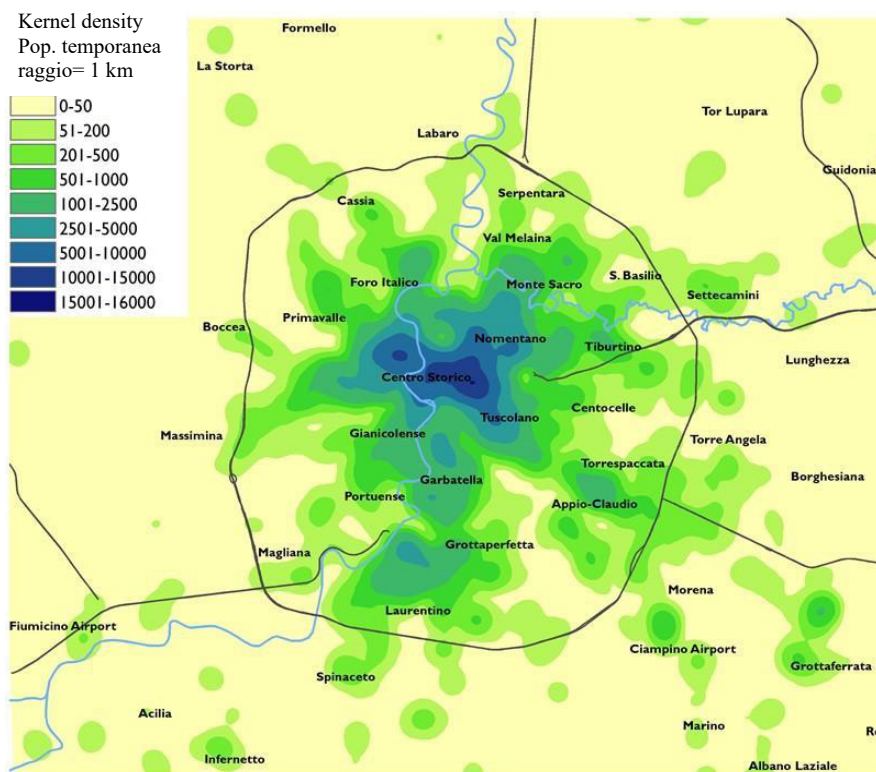 Kernel density
Pop. temporanea
raggio= 1 km
0-50
51-200
201-500
501-1000
1001-2500
2501-5000
5001-10000
10001-15000
15001-16000
Formello
La Storta
Tor Lupara
Labaro
Guidonia
Serpentara
Cassia
Val Melaina
S. Basilio
Foro Italico
Monte Sacro
Settecamini
Primavalle
Boccea
Nomentano
Tiburtino
Lunghezza
Centro Storico
Centocelle
Tuscolano
Massimina
Gianicolense
Torre Angela
Torrespaccata
Borghesiana
Garbatella
Portuense
Appio-Claudio
Magliana
Grottaperfetta
Morena
Laurentino
Fiumicino Airport
Ciampino Airport
Grottaferrata
Spinaceto
Acilia
Marino
Infernetto
Albano Laziale